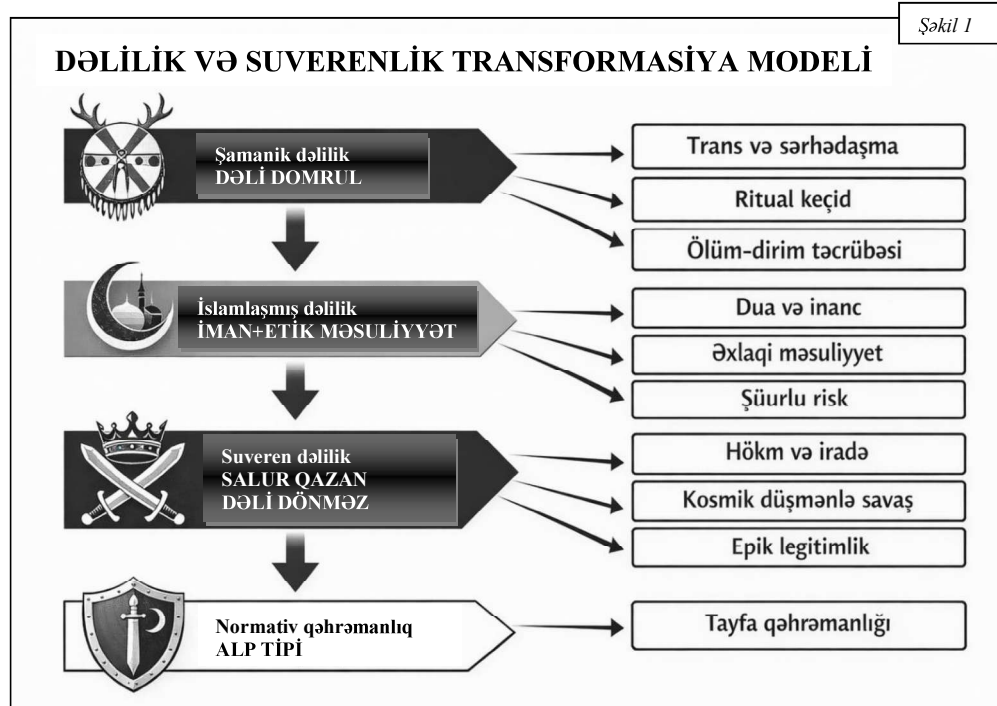 Şəkil 1
DƏLİLİK VƏ SUVERENLİK TRANSFORMASİYA MODELİ
Şamanik dəlilik
DƏLİ DOMRUL
Trans və sərhədaşma
Ritual keçid
Ölüm-dirim təcrübəsi
İslamlaşmış dəlilik
İMAN+ETİK MƏSULİYYƏT
Dua və inanc
Əxlaqi məsuliyyet
Şüurlu risk
Suveren dəlilik
SALUR QAZAN
DƏLİ DÖNMƏZ
Hökm və iradə
Kosmik düşmənlə savaş
Epik legitimlik
Normativ qəhrəmanlıq
ALP TİPİ
Tayfa qəhrəmanlığı